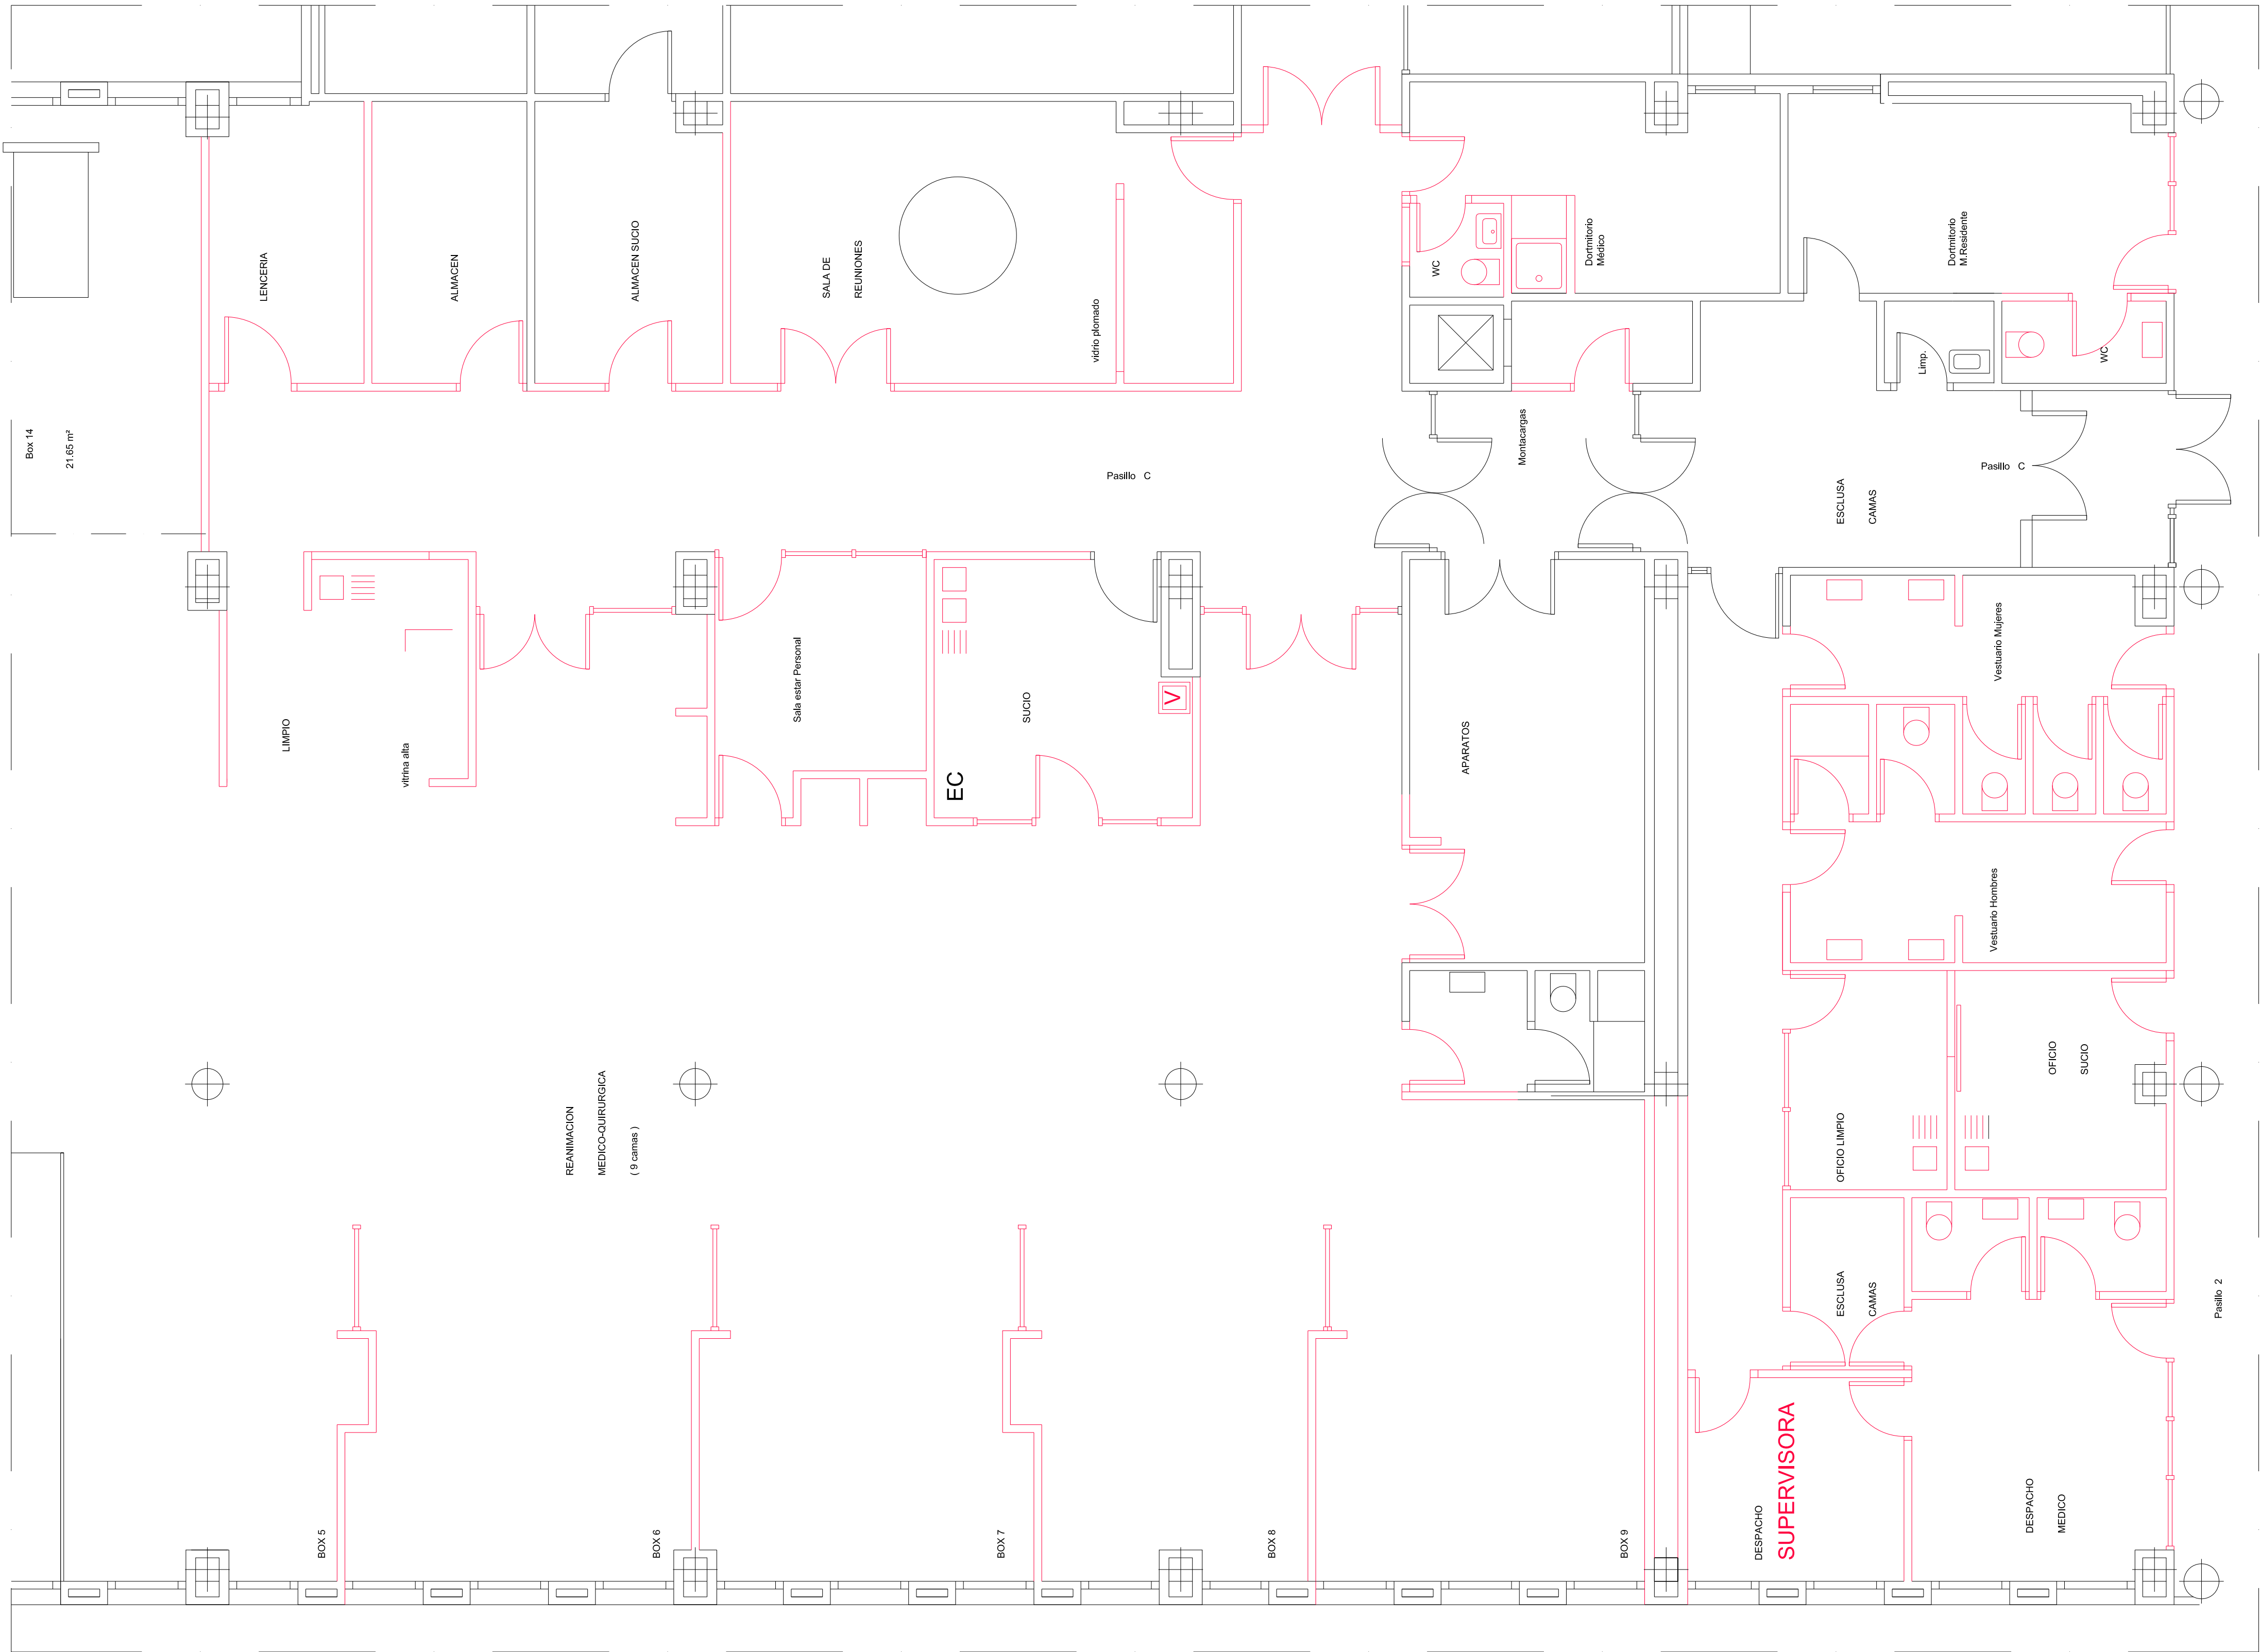 Box 14
21.65 m²
LENCERIA
ALMACEN
ALMACEN SUCIO
SALA DE
REUNIONES
vidrio plomado
WC
Dortmitorio
Médico
Dormitorio
M.Residente
Limp.
WC
Montacargas
Pasillo C
ESCLUSA
CAMAS
Pasillo C
LIMPIO
vitrina alta
Sala estar Personal
SUCIO
V
EC
APARATOS
Vestuario Mujeres
Vestuario Hombres
REANIMACION
MEDICO-QUIRURGICA
( 9 camas )
OFICIO LIMPIO
OFICIO
SUCIO
ESCLUSA
CAMAS
Pasillo 2
BOX 5
BOX 6
BOX 7
BOX 8
BOX 9
DESPACHO
SUPERVISORA
DESPACHO
MEDICO